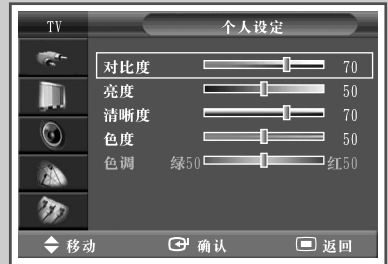 TV 个人设定
对比度 70
亮度 50
清晰度 70
色度 50
色调 绿50 红50
移动 确认 返回